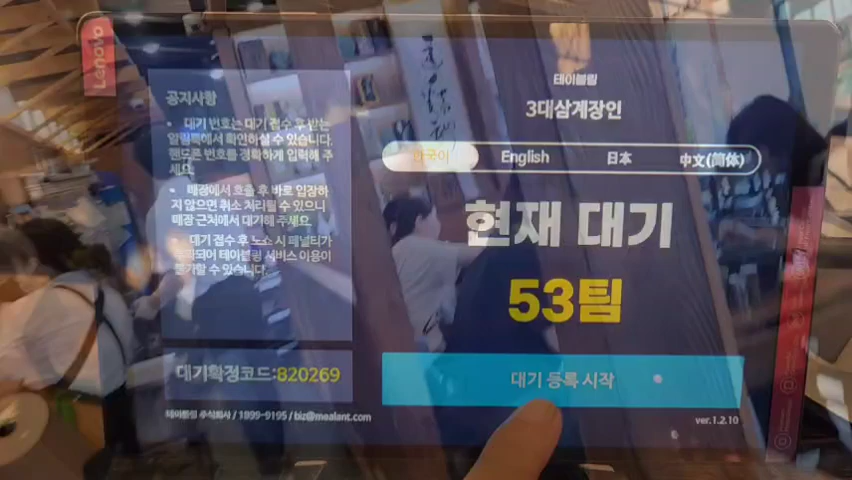 Lenovo
테이블링
3대삼계장인
공지사항
• 대기 번호는 대기 접수 후 받는
알림톡에서 확인하실 수 있습니다.
핸드폰 번호를 정확하게 입력해 주
세요.
• 매장에서 호출 후 바로 입장하
지 않으면 취소 처리될 수 있으니
매장 근처에서 대기해 주세요.
• 대기 접수 후 노쇼 시 패널티가
부과되어 테이블링 서비스 이용이
불가할 수 있습니다.
한국어 English 日本 中文(简体)
현재 대기
53팀
대기확정코드:820269
대기 등록 시작
테이블링 주식회사 / 1899-9195 / biz@mealant.com
ver.1.2.10